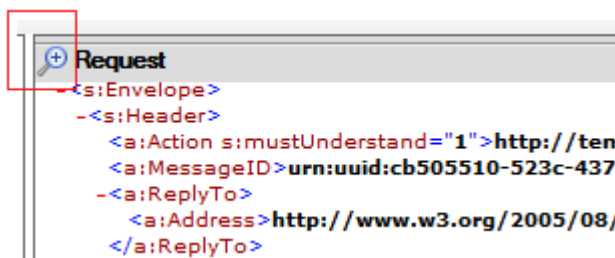 Request
-<s:Envelope>
-<s:Header>
<a:Action s:mustUnderstand="1">http://ten
<a:MessageID>urn:uuid:cb505510-523c-437
-<a:ReplyTo>
<a:Address>http://www.w3.org/2005/08/
</a:ReplyTo>